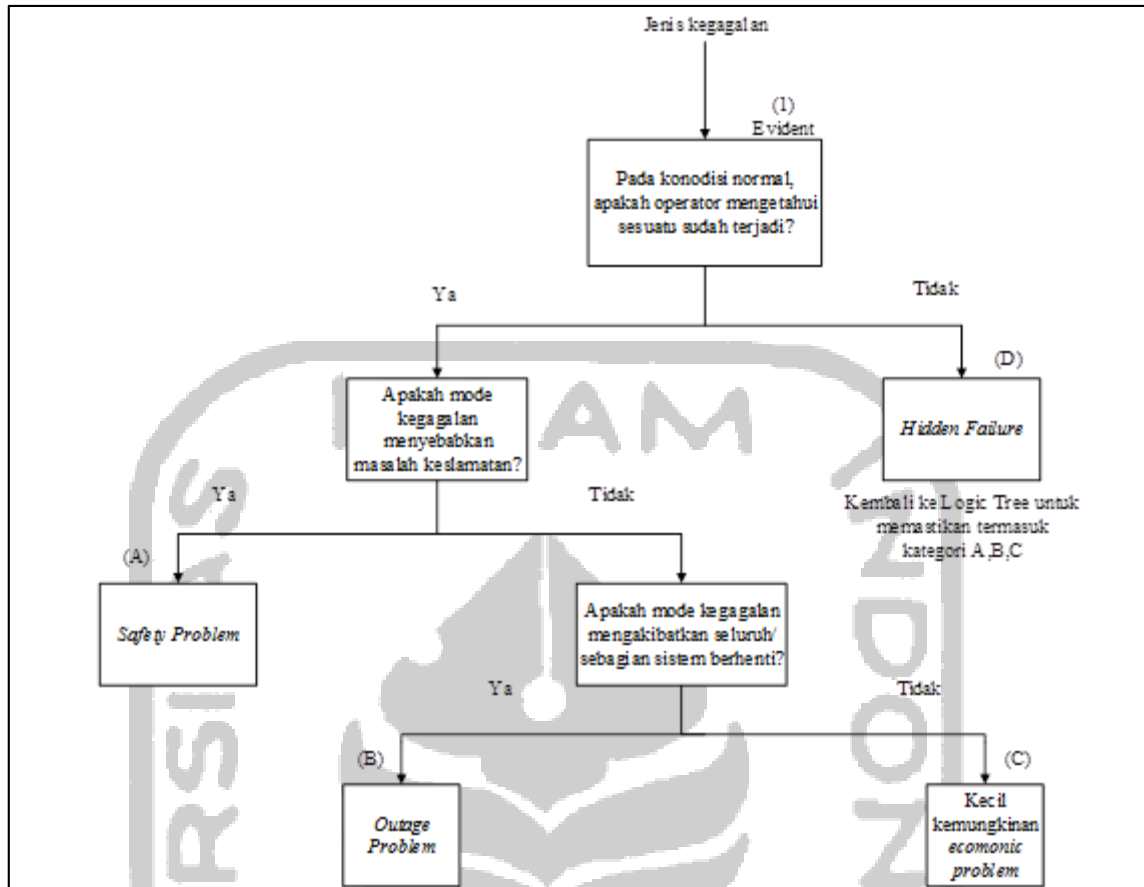 Jenis kegagalan
(1)
Evident
Pada konodisi normal,
apakah operator mengetahui
sesuatu sudah terjadi?
Ya
Tidak
(D)
Apakah mode
kegagalan
menyebabkan
masalah keslamatan?
Hidden Failure
Kembali ke Logic Tree untuk
memastikan termasuk
kategori A,B,C
Ya
Tidak
(A)
Safety Problem
Apakah mode kegagalan
mengakibatkan seluruh/
sebagian sistem berhenti?
Ya
Tidak
(B)
(C)
Outage
Problem
Kecil
kemungkinan
ecomonic
problem